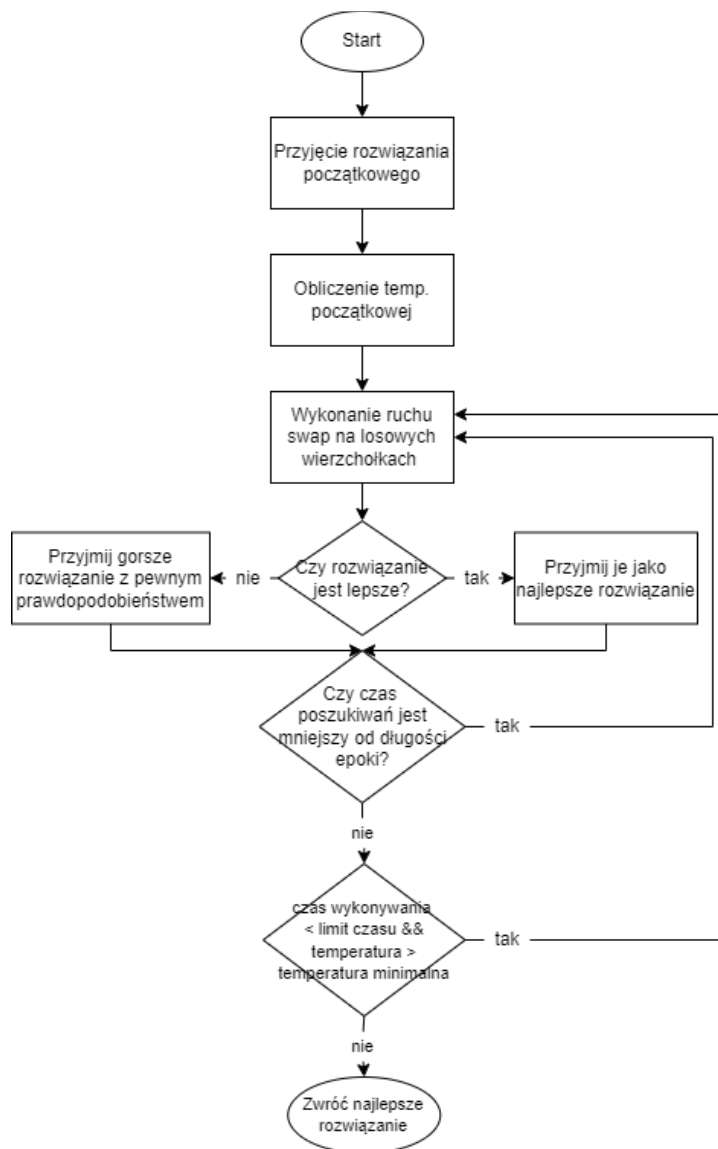 Start
Przyjęcie rozwiązania
początkowego
Obliczenie temp.
początkowej
Wykonanie ruchu
swap na losowych
wierzchołkach
Czy rozwiązanie
jest lepsze?
nie
tak
Przyjmij gorsze
rozwiązanie z pewnym
prawdopodobieństwem
Przyjmij je jako
najlepsze rozwiązanie
Czy czas
poszukiwań jest
mniejszy od długości
epoki?
tak
nie
czas wykonywania
< limit czasu &&
temperatura >
temperatura minimalna
tak
nie
Zwróć najlepsze
rozwiązanie